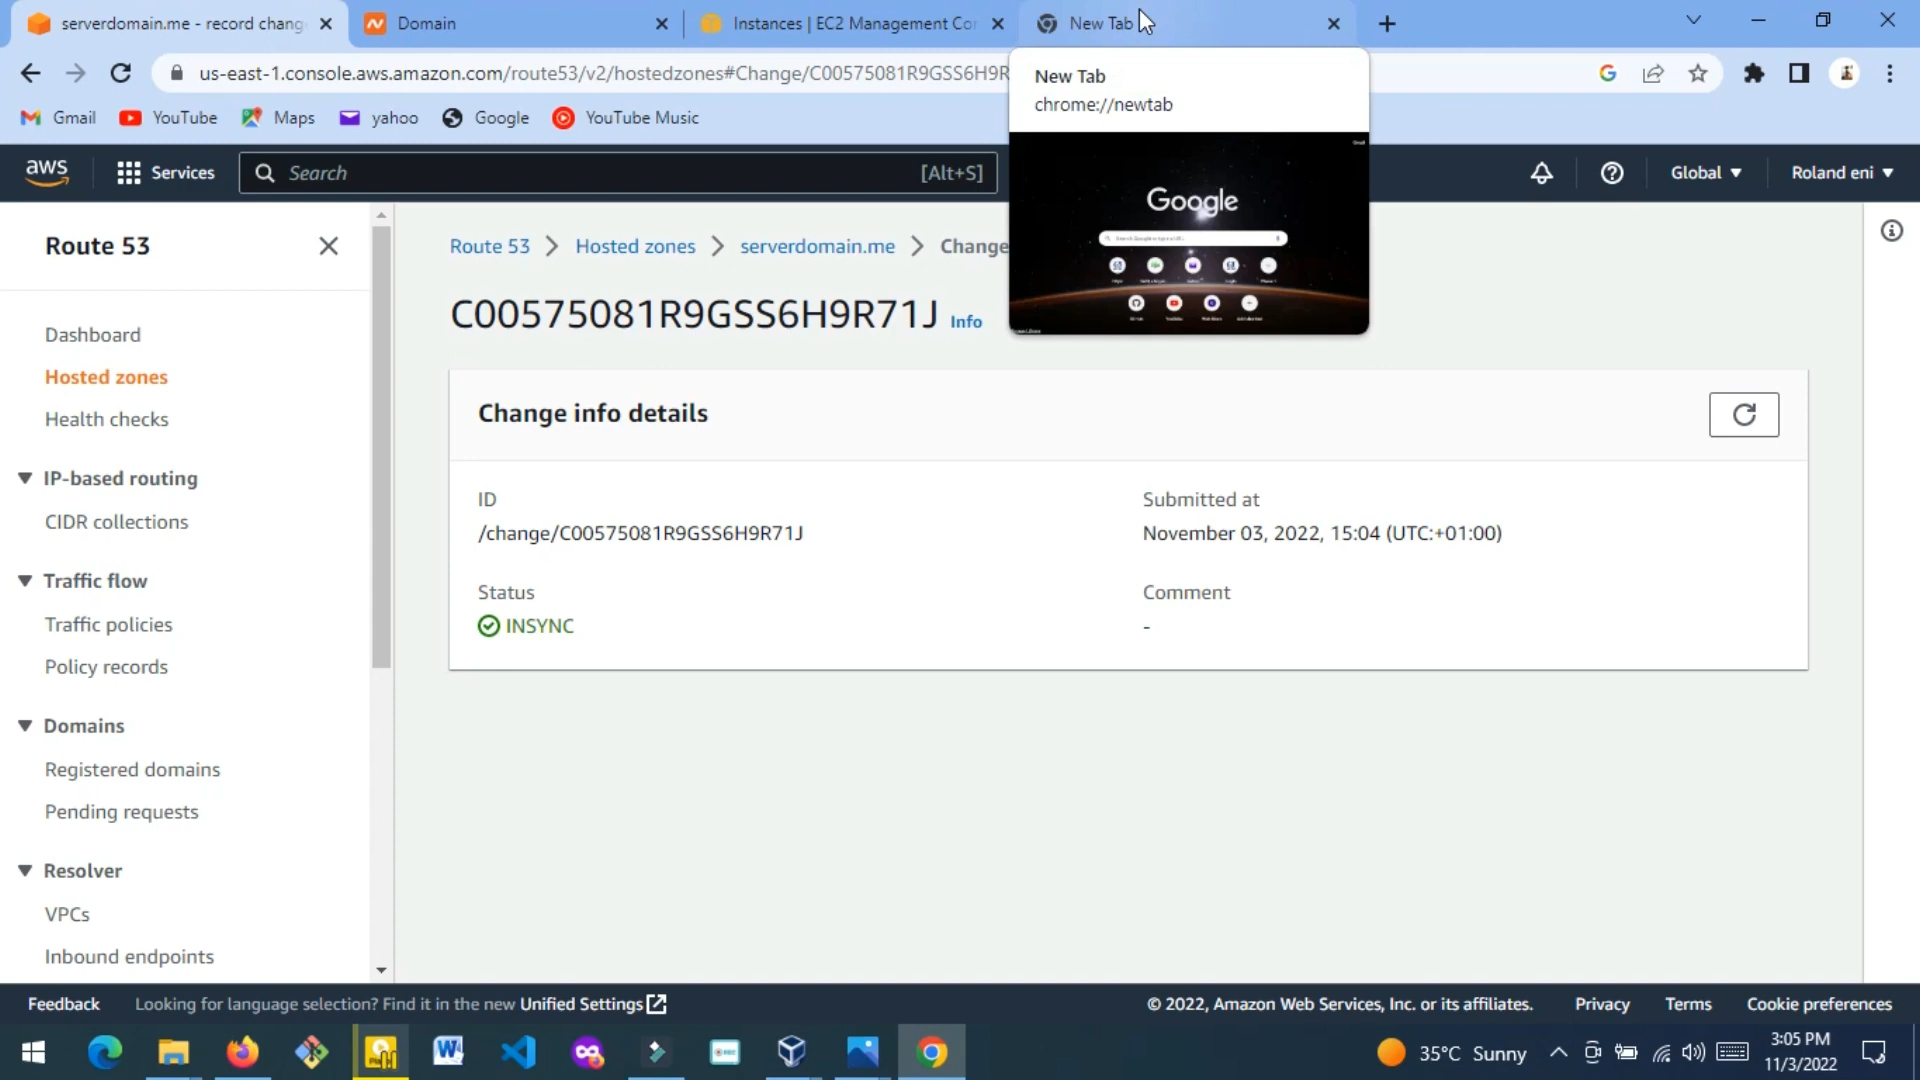 serverdomain.me - record chang
Domain
Instances | EC2 Management Con
New Tab
us-east-1.console.aws.amazon.com/route53/v2/hostedzones#Change/C00575081R9GSS6H9R
New Tab
chrome://newtab
Gmail
YouTube
Maps
yahoo
Google
YouTube Music
Google
aws
Services
Search
[Alt+S]
Global
Roland eni
Route 53
Dashboard
Hosted zones
Health checks
IP-based routing
CIDR collections
Traffic flow
Traffic policies
Policy records
Domains
Registered domains
Pending requests
Resolver
VPCs
Inbound endpoints
Route 53 > Hosted zones > serverdomain.me > Change
C00575081R9GSS6H9R71J Info
Change info details
ID
/change/C00575081R9GSS6H9R71J
Submitted at
November 03, 2022, 15:04 (UTC:+01:00)
Status
INSYNC
Comment
-
Feedback
Looking for language selection? Find it in the new Unified Settings
© 2022, Amazon Web Services, Inc. or its affiliates.
Privacy
Terms
Cookie preferences
35°C Sunny
3:05 PM
11/3/2022